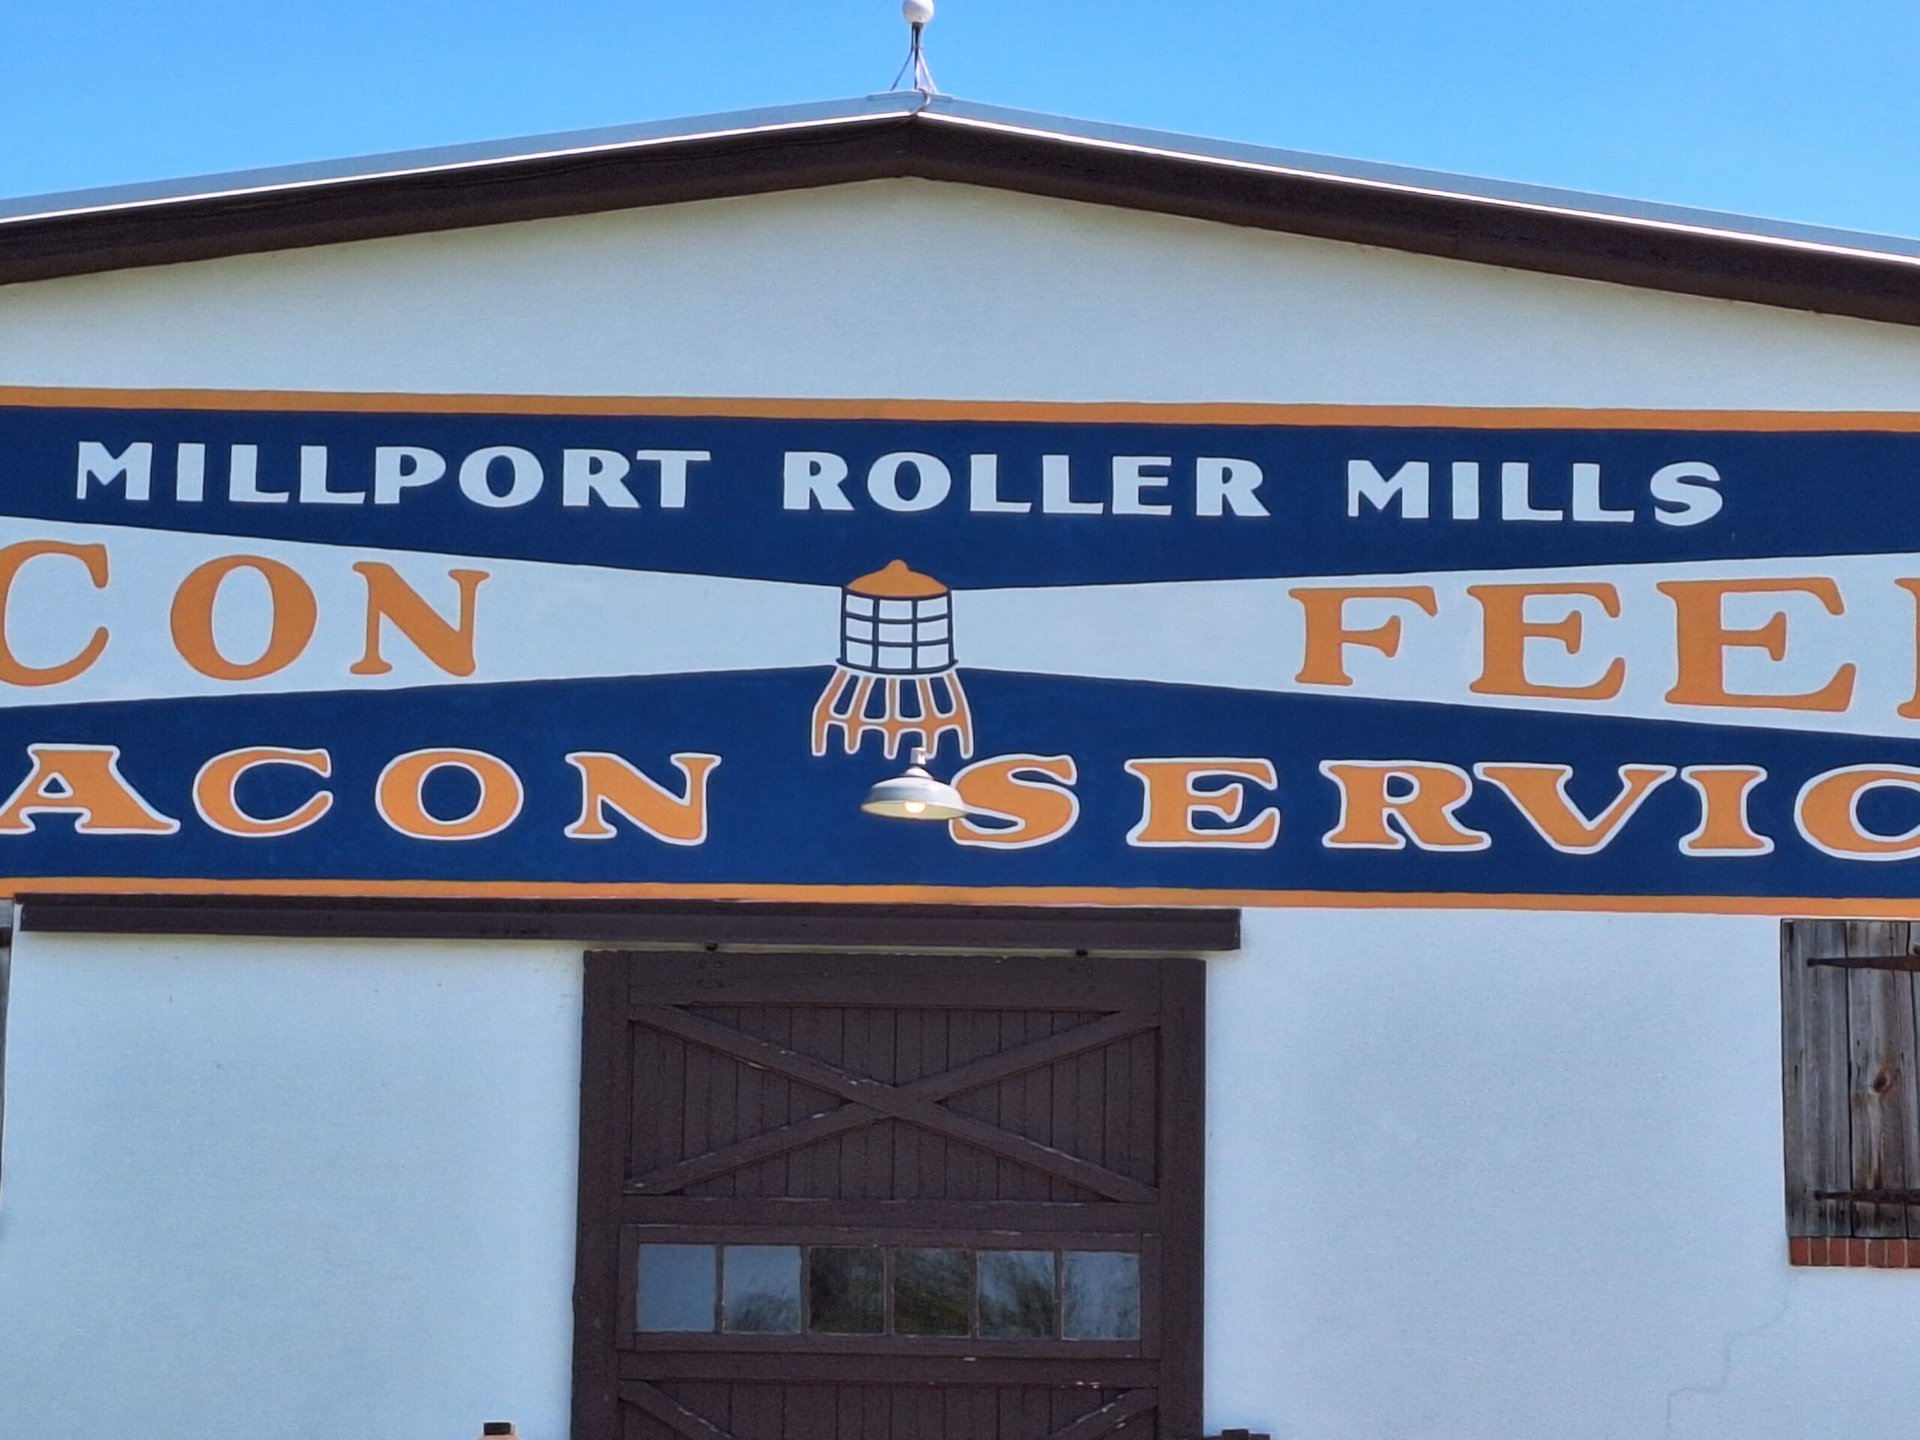 MILLPORT ROLLER MILLS
CON FEE
ACON SERVIC